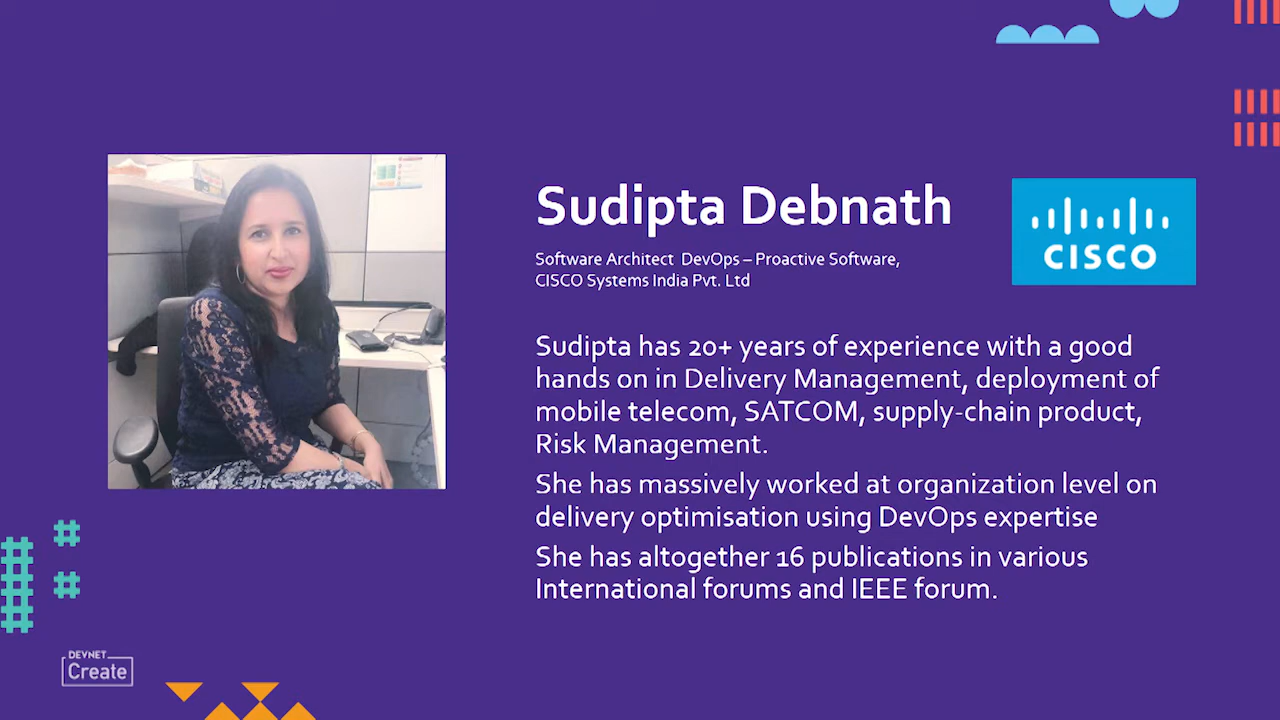 Sudipta Debnath
Software Architect DevOps – Proactive Software,
CISCO Systems India Pvt. Ltd
CISCO
Sudipta has 20+ years of experience with a good
hands on in Delivery Management, deployment of
mobile telecom, SATCOM, supply-chain product,
Risk Management.
She has massively worked at organization level on
delivery optimisation using DevOps expertise
She has altogether 16 publications in various
International forums and IEEE forum.
DEVNET
Create